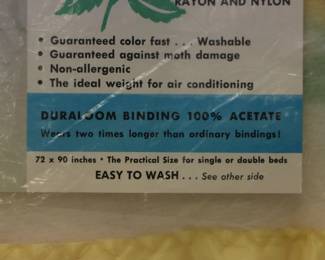 RAYON AND NYLON
• Guaranteed color fast . . . Washable
• Guaranteed against moth damage
• Non-allergenic
• The ideal weight for air conditioning
DURALOOM BINDING 100% ACETATE
Wears two times longer than ordinary bindings!
72 x 90 inches • The Practical Size for single or double beds
EASY TO WASH . . . See other side